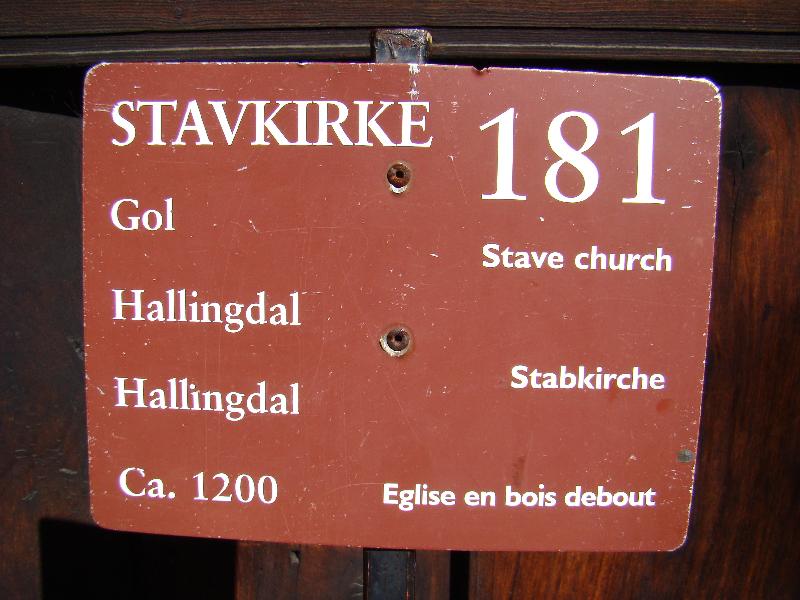 STAVKIRKE 181
Gol
Stave church
Hallingdal
Stabkirche
Hallingdal
Ca. 1200
Eglise en bois debout